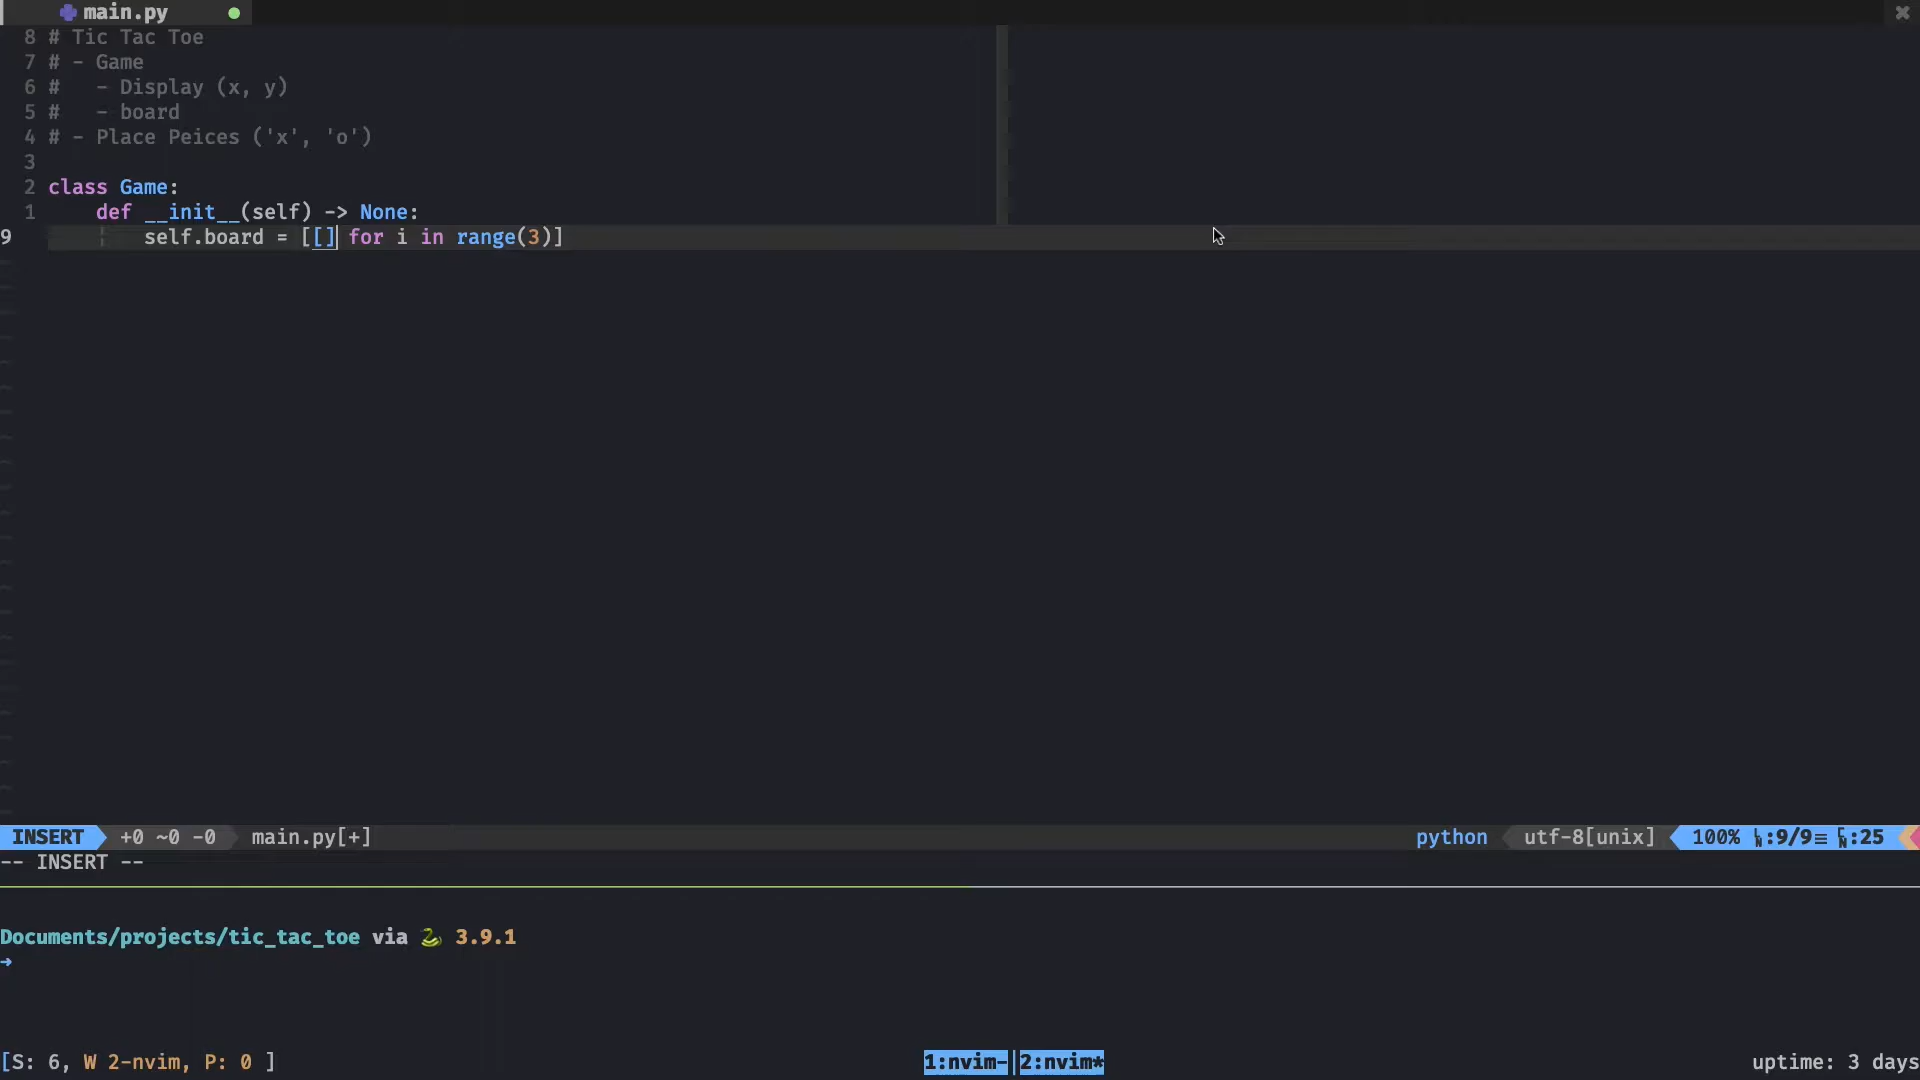 main.py
8 # Tic Tac Toe
7 # - Game
6 #   - Display (x, y)
5 #   - board
4 # - Place Peices ('x', 'o')
3
2 class Game:
1     def __init__(self) -> None:
9         self.board = [[] for i in range(3)]
INSERT +0 ~0 -0 main.py[+] python utf-8[unix] 100% :9/9 :25
-- INSERT --
Documents/projects/tic_tac_toe via 3.9.1
➜
[S: 6, W 2-nvim, P: 0 ] 1:nvim-|2:nvim* uptime: 3 days